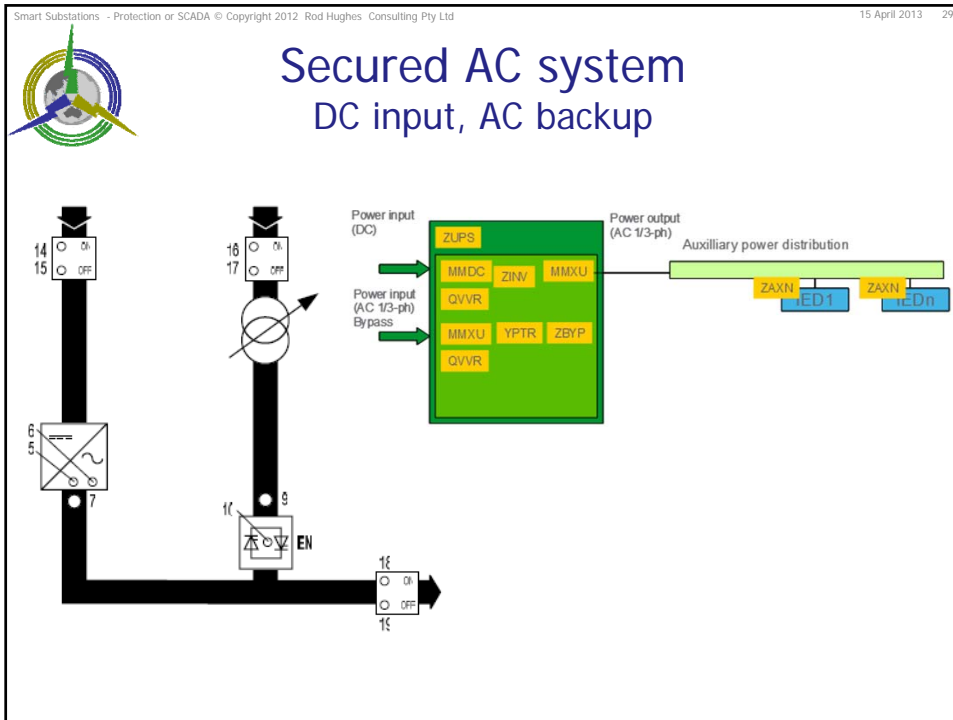 Smart Substations - Protection or SCADA © Copyright 2012 Rod Hughes Consulting Pty Ltd
15 April 2013 29
Secured AC system
DC input, AC backup
14 ON
15 OFF
16 ON
17 OFF
6
5
7
9
EN
18
ON
OFF
Power input
(DC)
Power input
(AC 1/3-ph)
Bypass
ZUPS
MMDC ZINV MMXU
QVVR
MMXU YPTR ZBYP
QVVR
Power output
(AC 1/3-ph)
Auxilliary power distribution
ZAXN ZAXN
IED1 IEDn